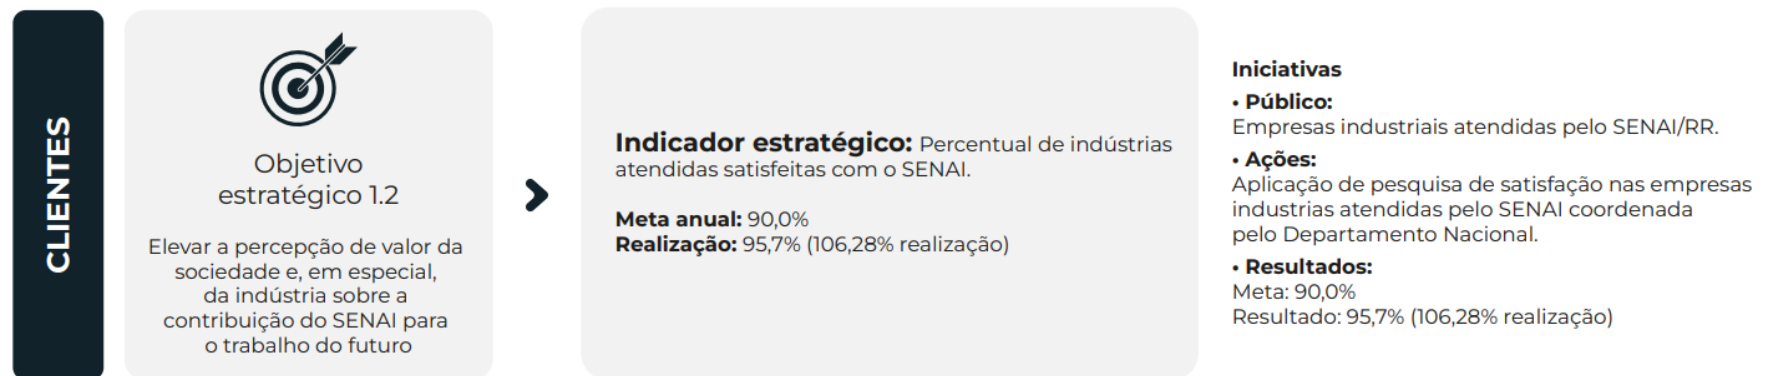 CLIENTES
Objetivo
estratégico 1.2
Elevar a percepção de valor da
sociedade e, em especial,
da indústria sobre a
contribuição do SENAI para
o trabalho do futuro
Indicador estratégico: Percentual de indústrias
atendidas satisfeitas com o SENAI.
Meta anual: 90,0%
Realização: 95,7% (106,28% realização)
Iniciativas
• Público:
Empresas industriais atendidas pelo SENAI/RR.
• Ações:
Aplicação de pesquisa de satisfação nas empresas
industrias atendidas pelo SENAI coordenada
pelo Departamento Nacional.
• Resultados:
Meta: 90,0%
Resultado: 95,7% (106,28% realização)